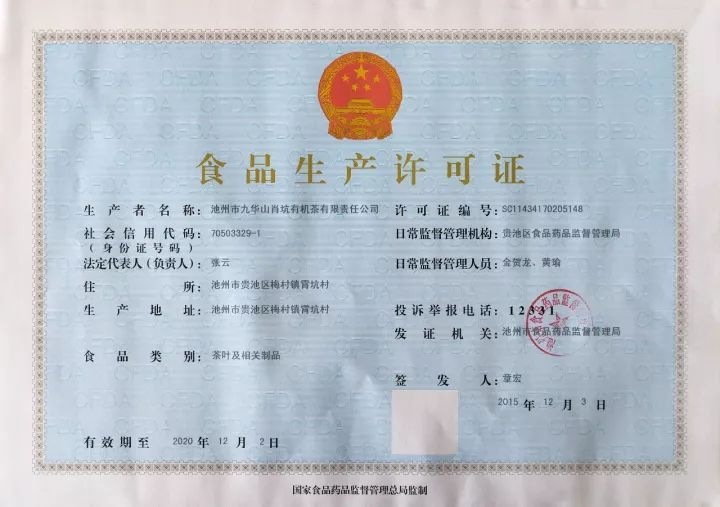 食品生产许可证
生产者名称：池州市九华山肖坑有机茶有限责任公司
社会信用代码：70503329-1
（身份证号码）
法定代表人（负责人）：张云
住所：池州市贵池区梅村镇霄坑村
生产地址：池州市贵池区梅村镇霄坑村
食品类别：茶叶及相关制品
有效期至 2020 年 12 月 2 日
许可证编号：SC11434170205148
日常监督管理机构：贵池区食品药品监督管理局
日常监督管理人员：金贺龙、黄瑜
投诉举报电话：12331
发证机关：池州市食品药品监督管理局
签发人：章宏
2015 年 12 月 3 日
国家食品药品监督管理总局监制